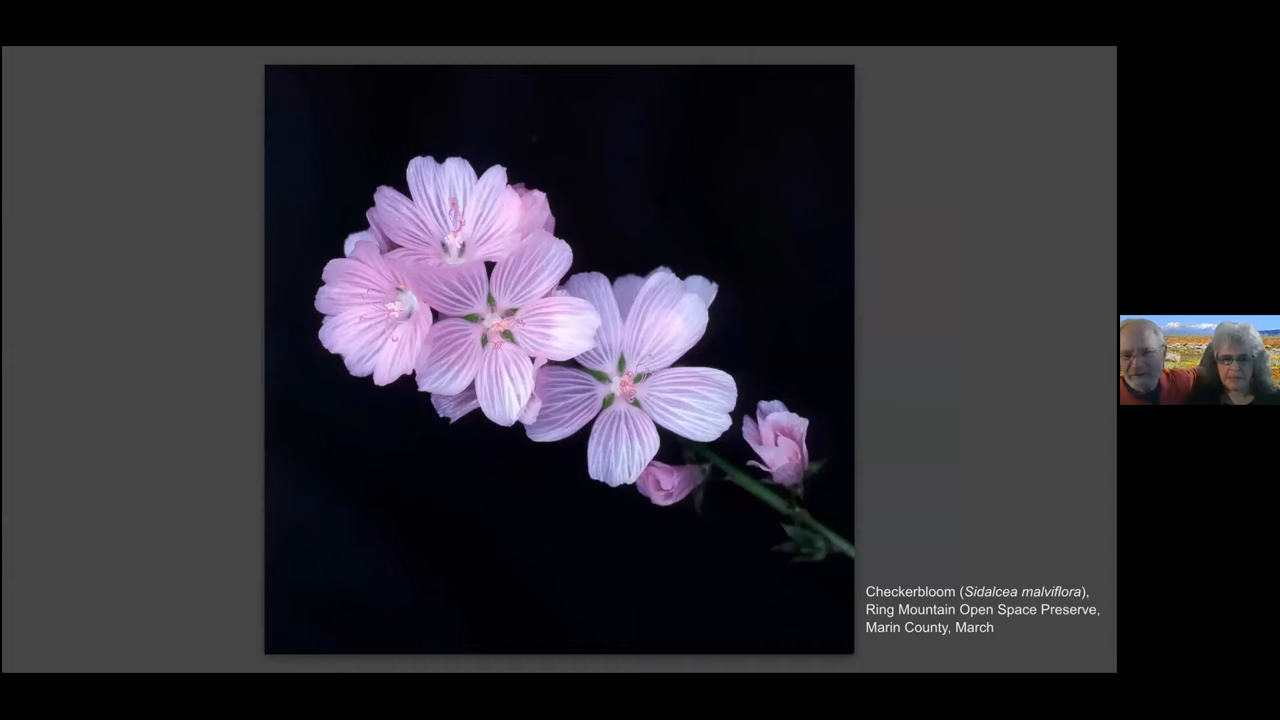 Checkerbloom (Sidalcea malviflora),
Ring Mountain Open Space Preserve,
Marin County, March